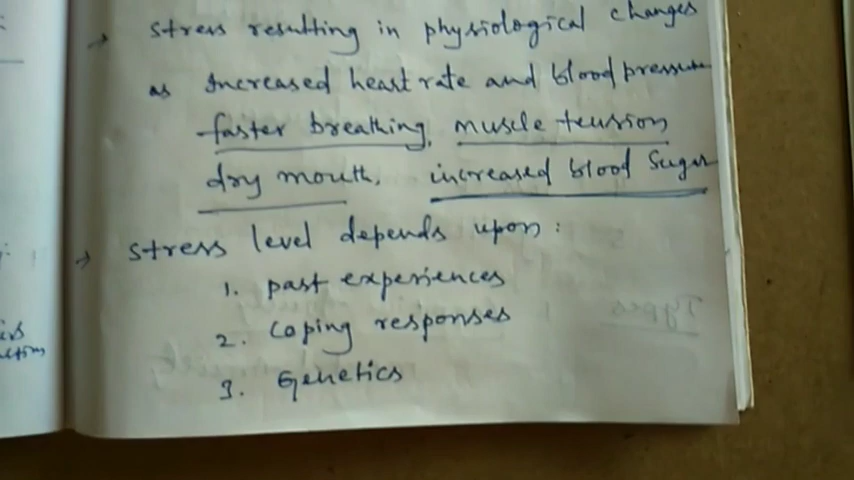 → stress resulting in physiological changes
as Increased heart rate and blood pressure
faster breathing, muscle tension
dry mouth, increased blood sugar
→ stress level depends upon:
1. past experiences
2. Coping responses
3. Genetics
Types